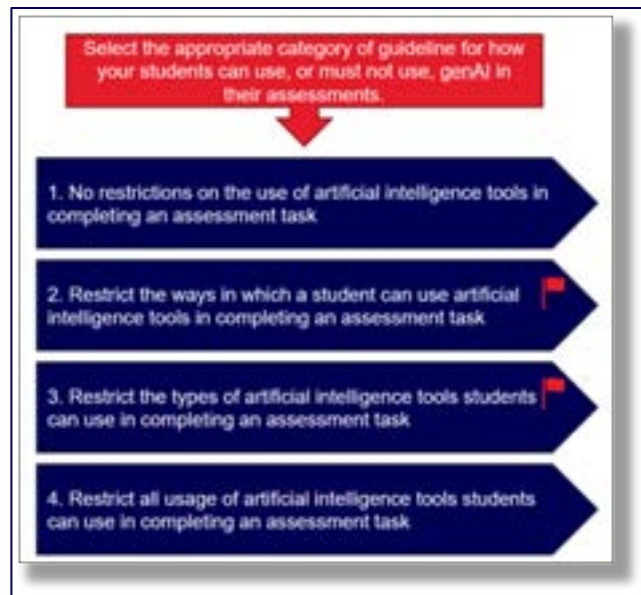 Select the appropriate category of guideline for how
your students can use, or must not use, genAI in
their assessments.
1. No restrictions on the use of artificial intelligence tools in
completing an assessment task
2. Restrict the ways in which a student can use artificial
intelligence tools in completing an assessment task
3. Restrict the types of artificial intelligence tools students
can use in completing an assessment task
4. Restrict all usage of artificial intelligence tools students
can use in completing an assessment task